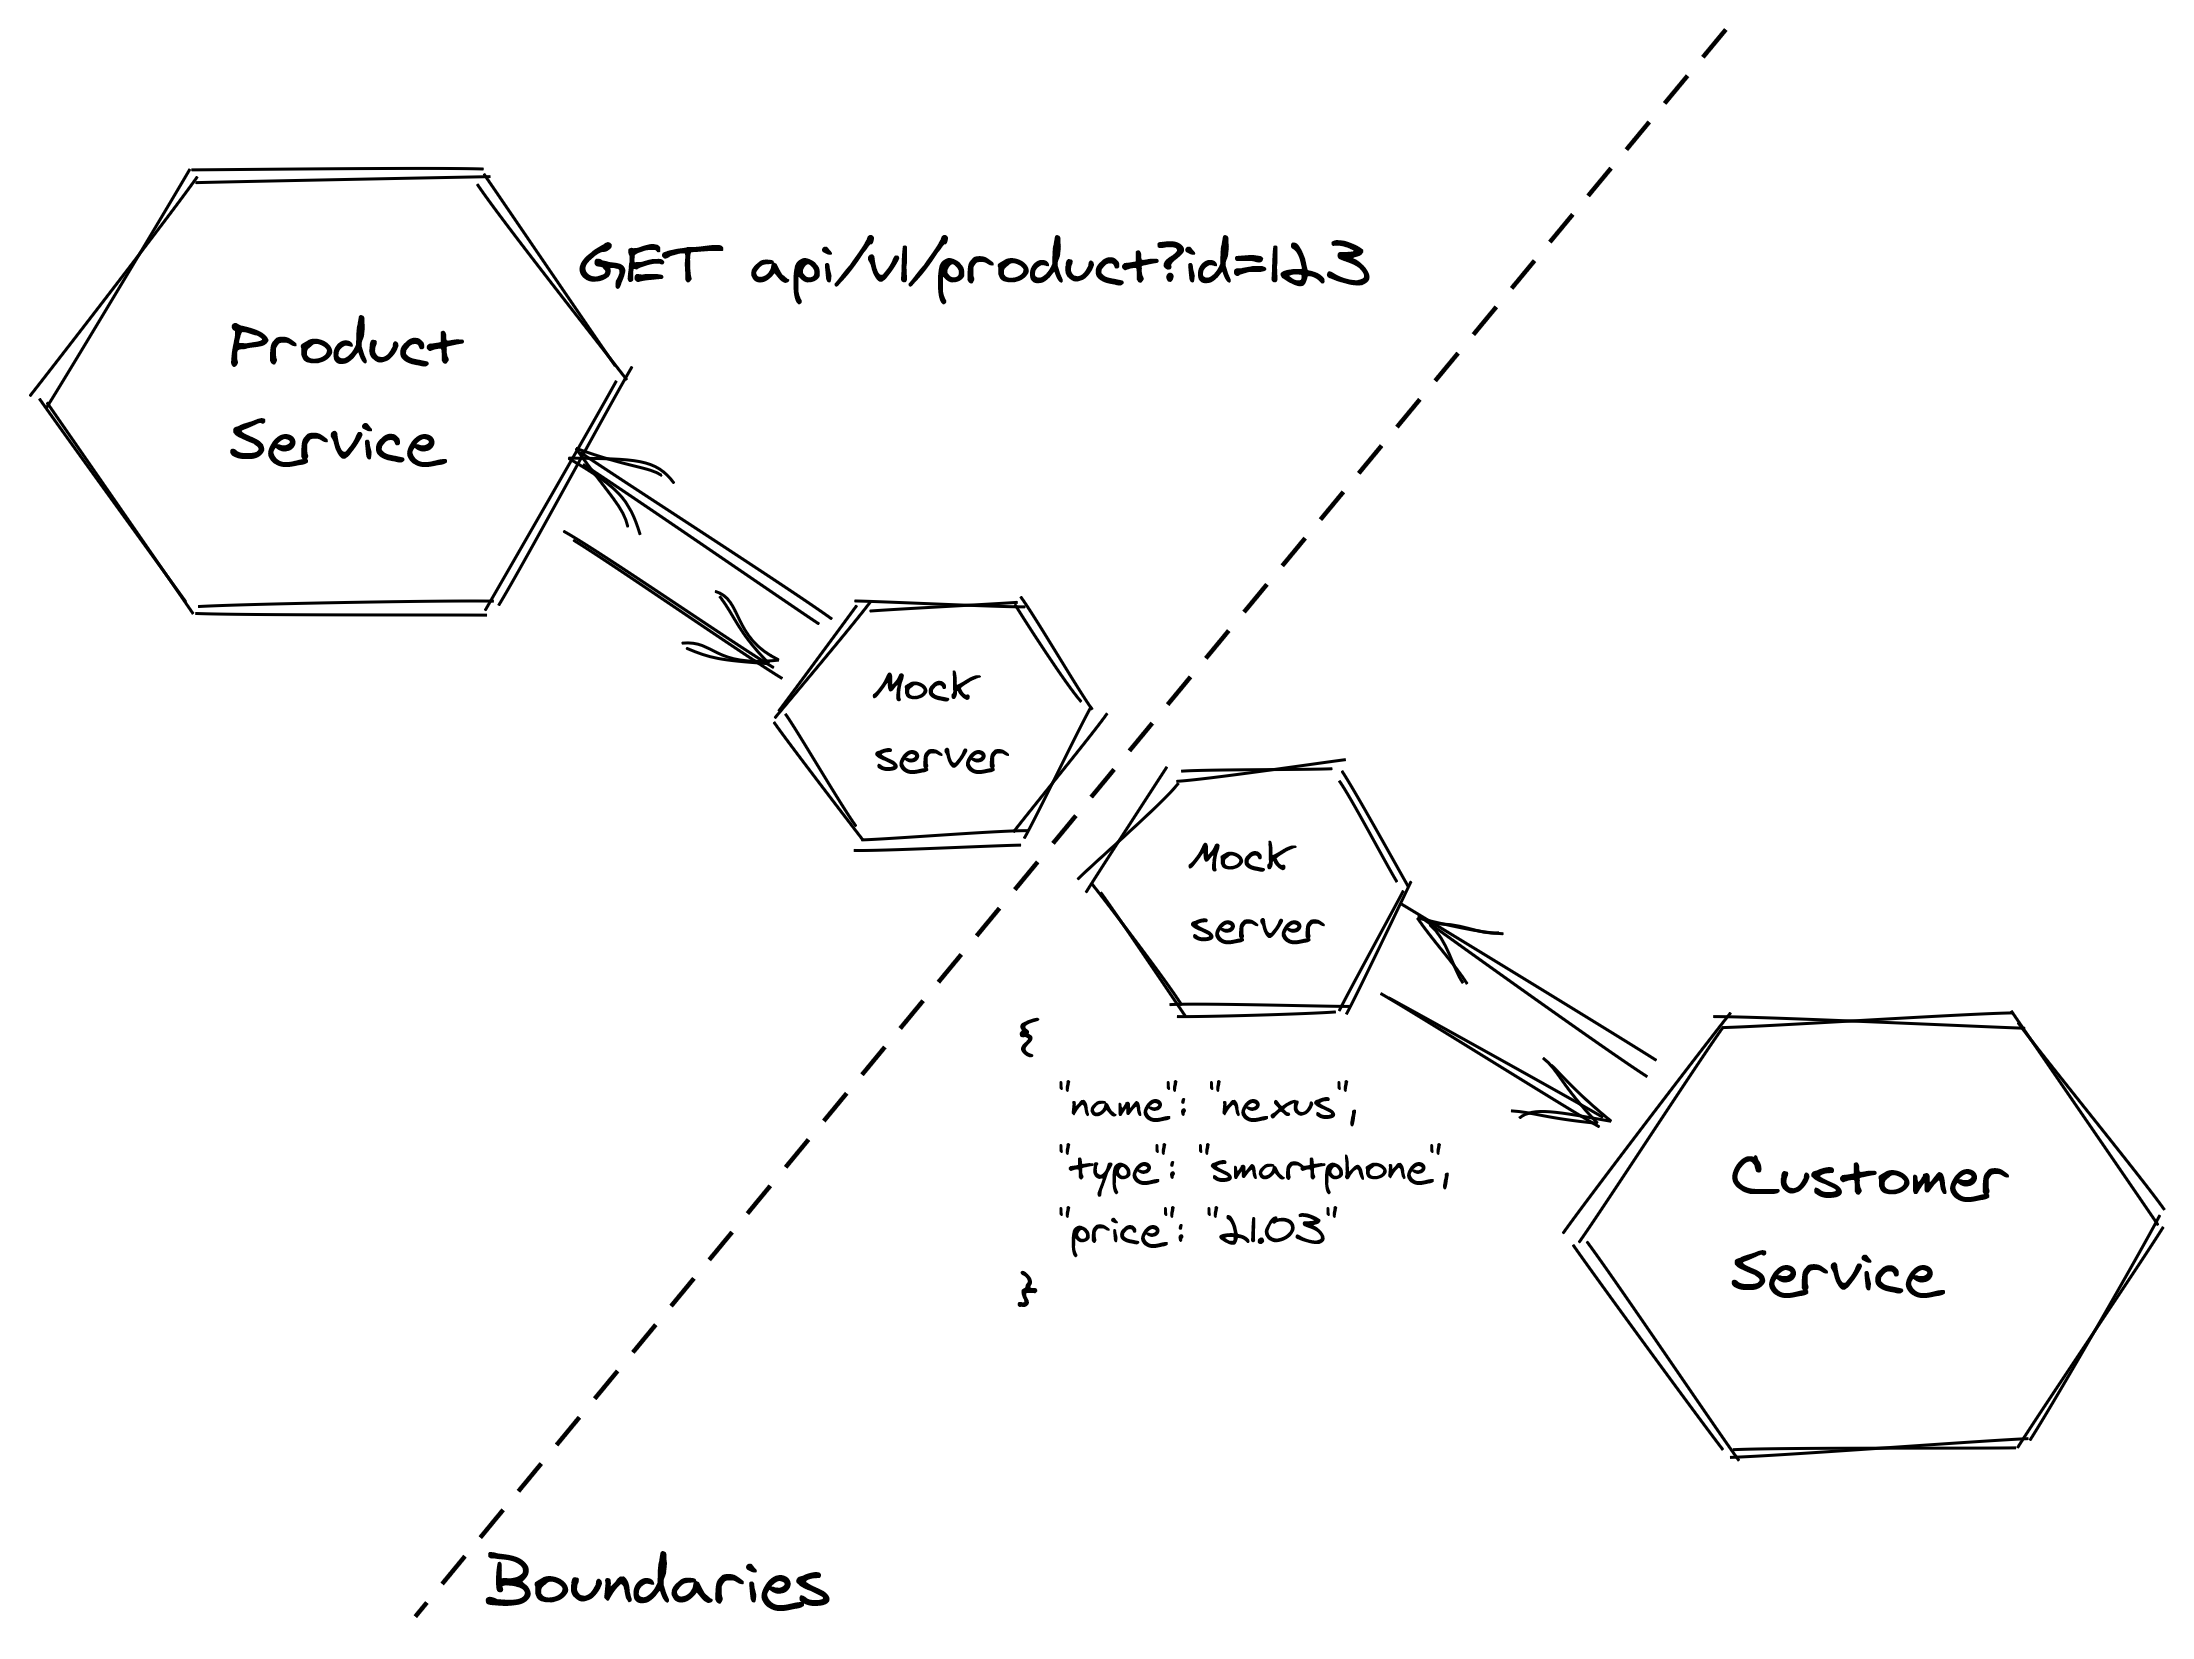 GET api/v1/product?id=123
Product
Service
Mock
server
Mock
server
{
"name": "nexus",
"type": "smartphone",
"price": "21.03"
}
Customer
Service
Boundaries